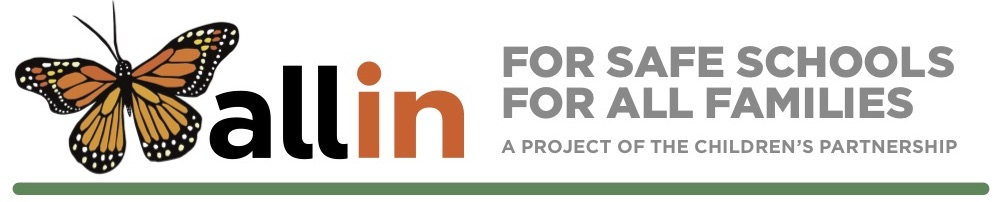 allin
FOR SAFE SCHOOLS
FOR ALL FAMILIES
A PROJECT OF THE CHILDREN'S PARTNERSHIP